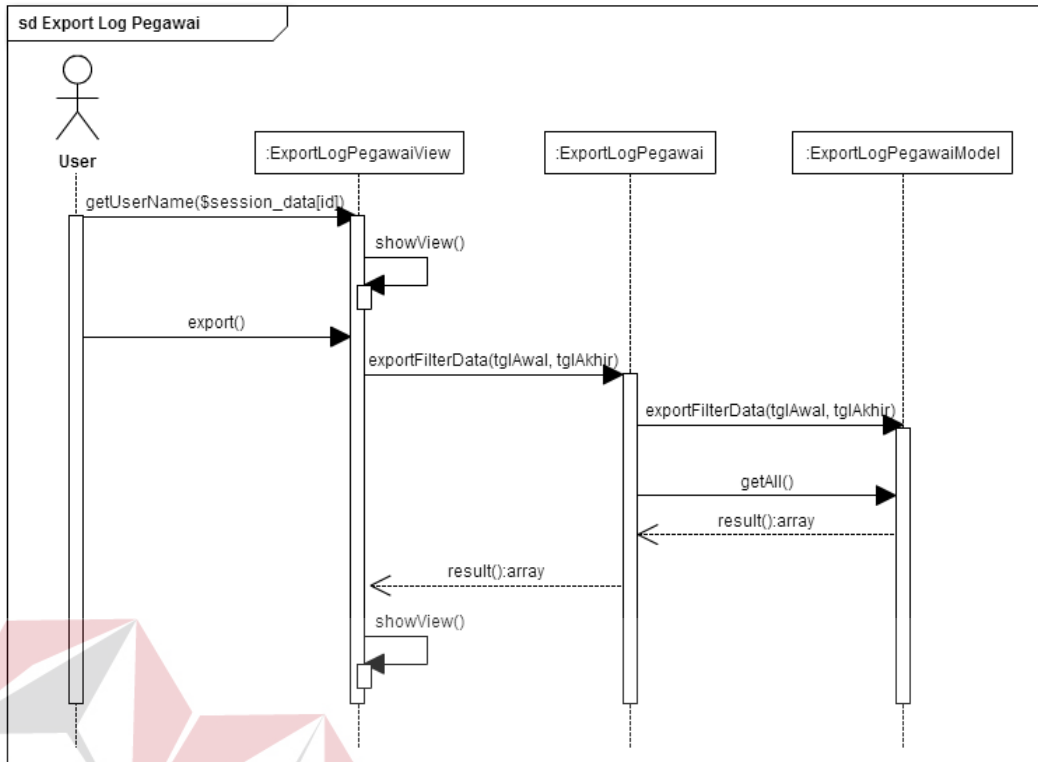 sd Export Log Pegawai
User
:ExportLogPegawaiView
:ExportLogPegawai
:ExportLogPegawaiModel
getUserName($session_data[id])
showView()
export()
exportFilterData(tglAwal, tglAkhir)
exportFilterData(tglAwal, tglAkhir)
getAll()
result():array
result():array
showView()